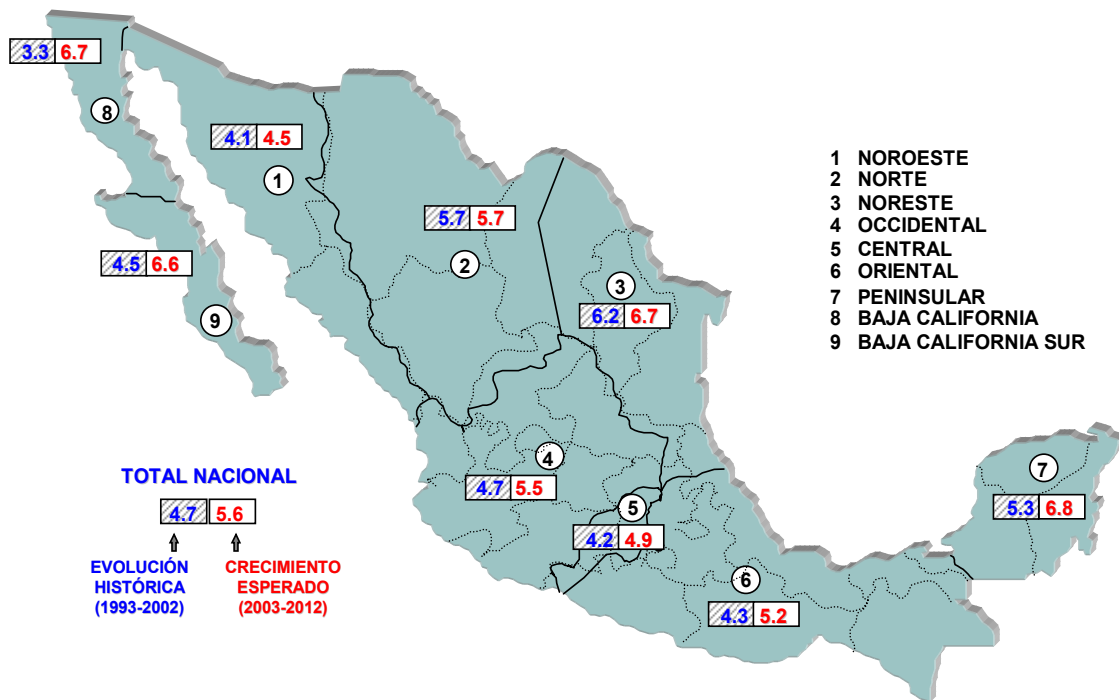 3.3 6.7
8
4.1 4.5
1
1 NOROESTE
2 NORTE
3 NORESTE
4 OCCIDENTAL
5 CENTRAL
6 ORIENTAL
7 PENINSULAR
8 BAJA CALIFORNIA
9 BAJA CALIFORNIA SUR
5.7 5.7
2
4.5 6.6
9
3
6.2 6.7
4
4.7 5.5
5
4.2 4.9
7
5.3 6.8
6
4.3 5.2
TOTAL NACIONAL
4.7 5.6
EVOLUCIÓN
HISTÓRICA
(1993-2002)
CRECIMIENTO
ESPERADO
(2003-2012)